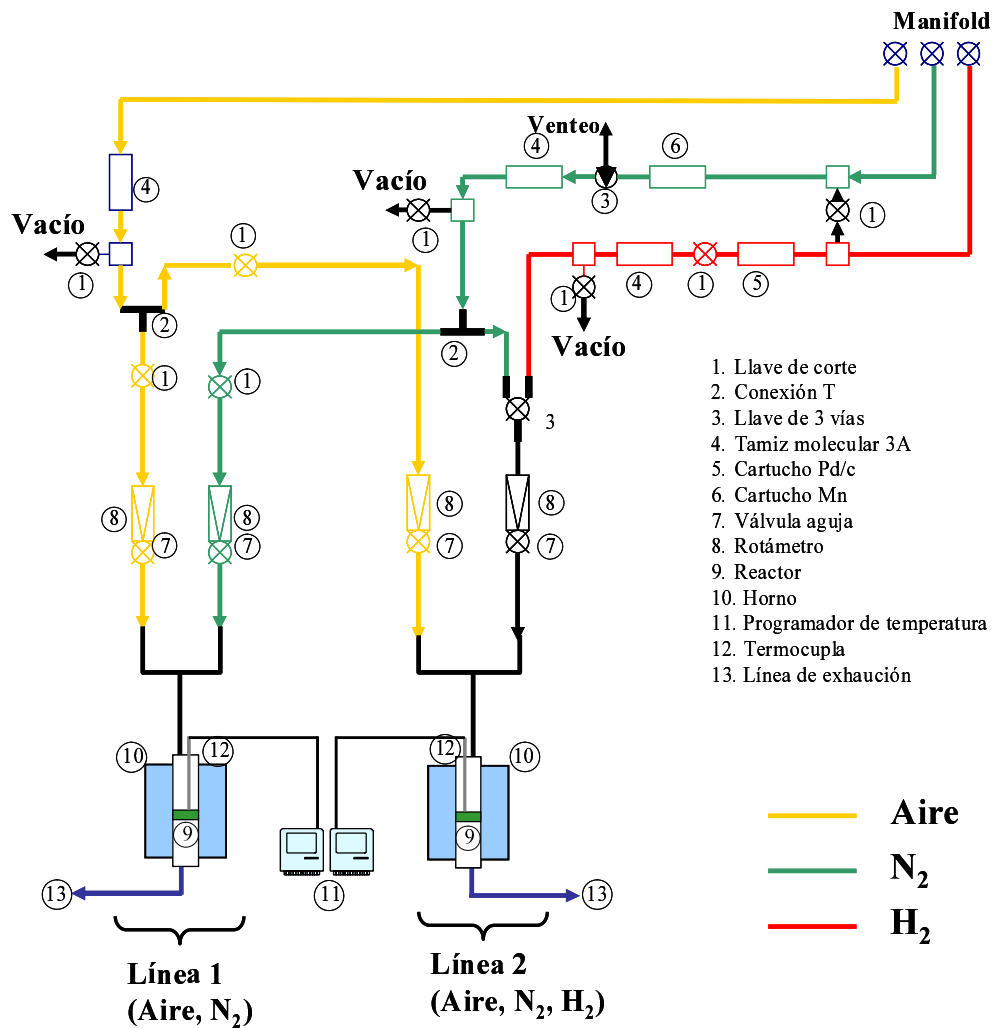 Manifold
Venteo
4
6
3
1
Vacío
1
4
Vacío
1
1
2
1
4
1
5
Vacío
2
1
1
3
8
7
8
7
8
7
8
7
1. Llave de corte
2. Conexión T
3. Llave de 3 vías
4. Tamiz molecular 3A
5. Cartucho Pd/c
6. Cartucho Mn
7. Válvula aguja
8. Rotámetro
9. Reactor
10. Horno
11. Programador de temperatura
12. Termocupla
13. Línea de exhaución
10
12
12
10
9
9
11
13
13
Aire
N₂
H₂
Línea 1
(Aire, N₂)
Línea 2
(Aire, N₂, H₂)